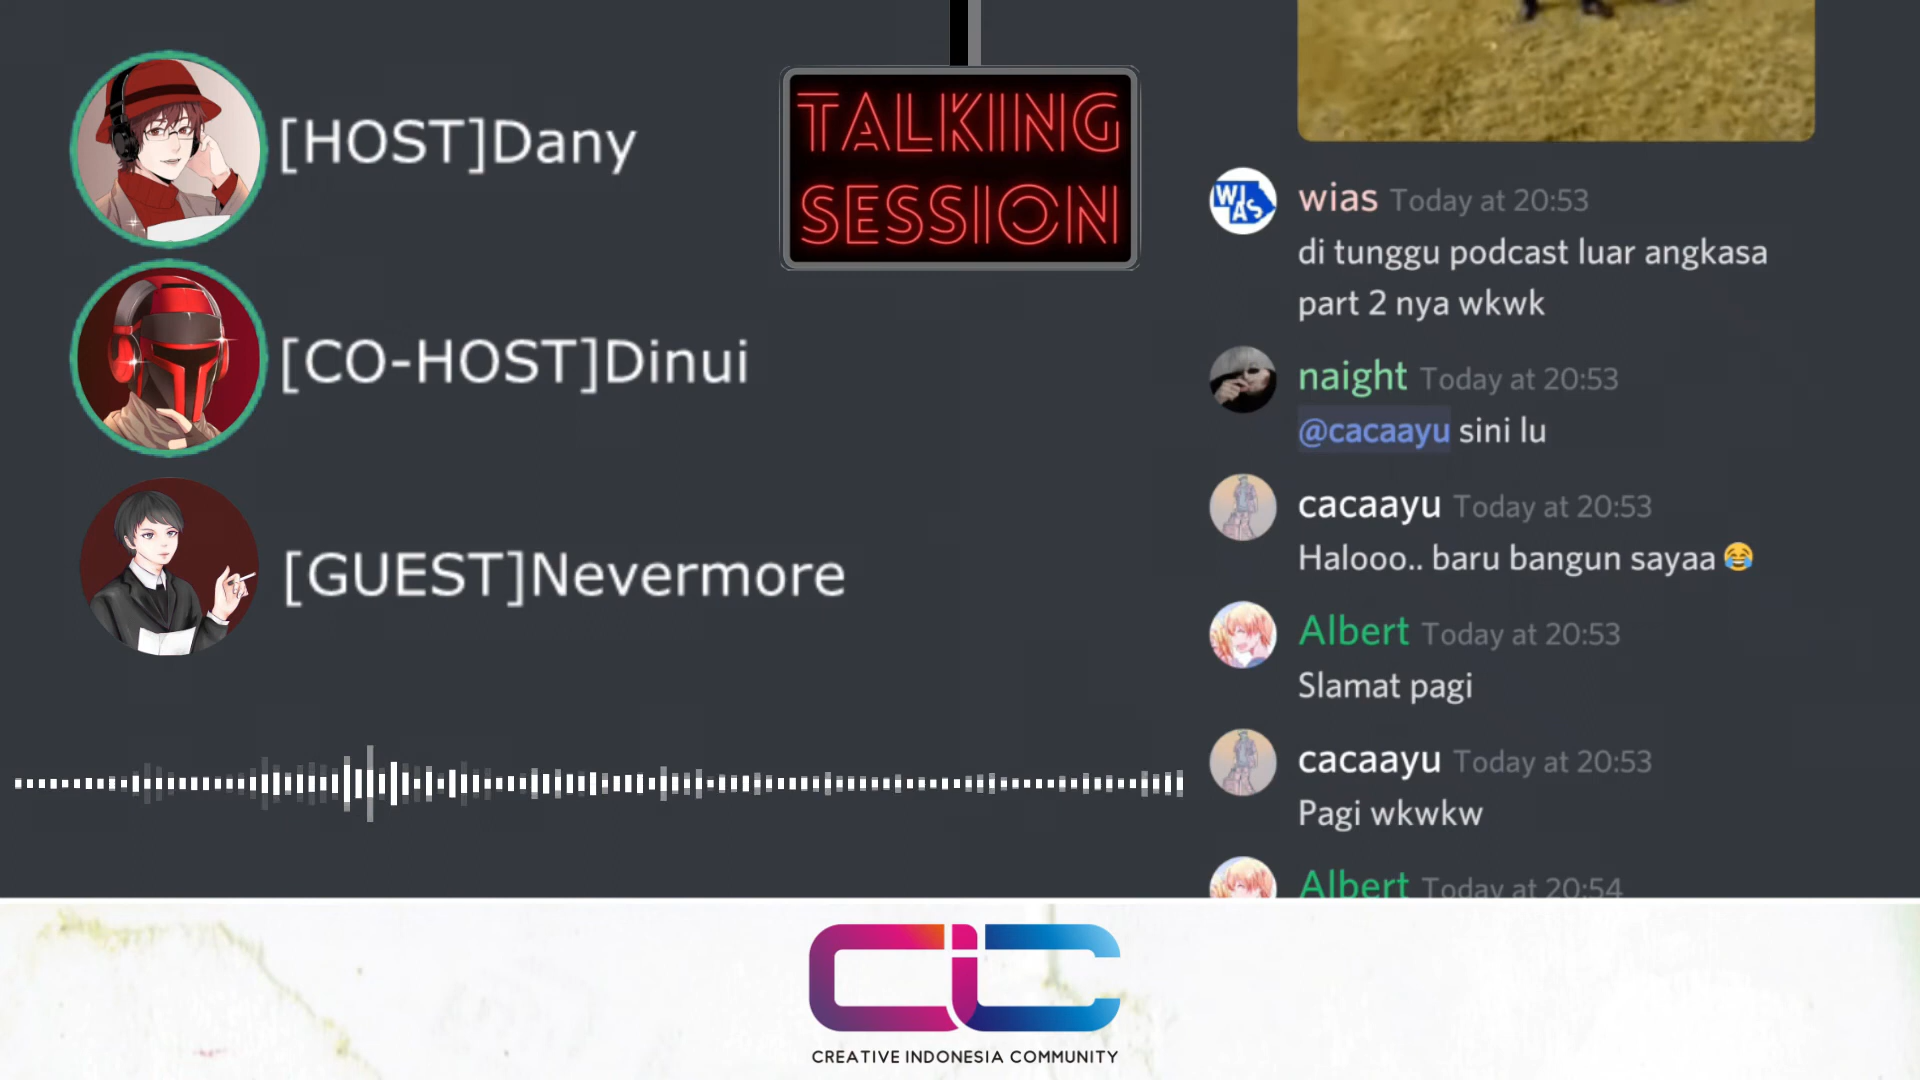 [HOST]Dany
[CO-HOST]Dinui
[GUEST]Nevermore
TALKING
SESSION
WIAS
wias Today at 20:53
di tunggu podcast luar angkasa
part 2 nya wkwk
naight Today at 20:53
@cacaayu sini lu
cacaayu Today at 20:53
Halooo.. baru bangun sayaa 😂
Albert Today at 20:53
Slamat pagi
cacaayu Today at 20:53
Pagi wkwkw
Albert Today at 20:54
CiC
CREATIVE INDONESIA COMMUNITY